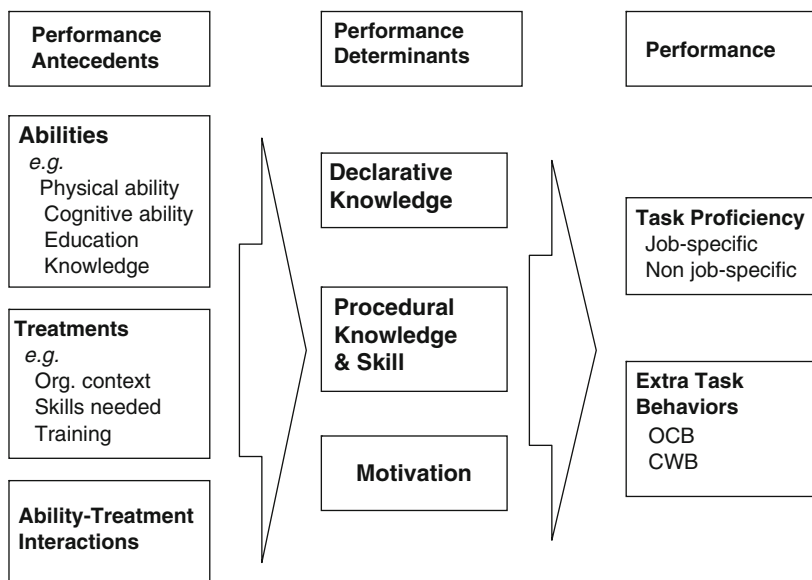 Performance
Antecedents
Performance
Determinants
Performance
Abilities
e.g.
Physical ability
Cognitive ability
Education
Knowledge
Treatments
e.g.
Org. context
Skills needed
Training
Ability-Treatment
Interactions
Declarative
Knowledge
Procedural
Knowledge
& Skill
Motivation
Task Proficiency
Job-specific
Non job-specific
Extra Task
Behaviors
OCB
CWB